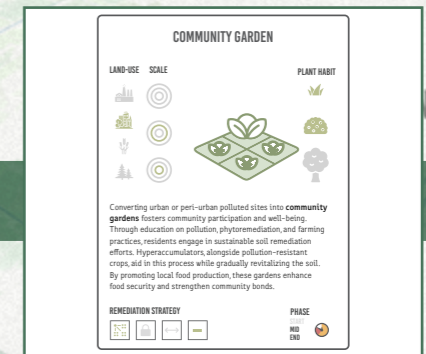 COMMUNITY GARDEN
LAND-USE SCALE
PLANT HABIT
Converting urban or peri-urban polluted sites into community
gardens fosters community participation and well-being.
Through education on pollution, phytoremediation, and farming
practices, residents engage in sustainable soil remediation
efforts. Hyperaccumulators, alongside pollution-resistant
crops, aid in this process while gradually revitalizing the soil.
By promoting local food production, these gardens enhance
food security and strengthen community bonds.
REMEDIATION STRATEGY
PHASE
START
MID
END